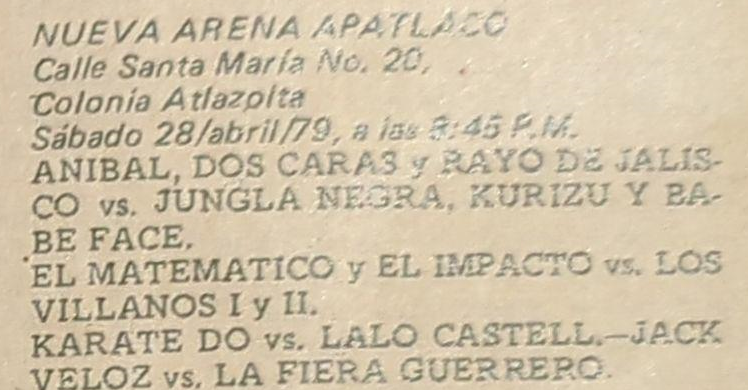 NUEVA ARENA APATLACO
Calle Santa María No. 20,
Colonia Atlazolta
Sábado 28/abril/79, a las 8:45 P.M.
ANIBAL, DOS CARAS y RAYO DE JALIS-
CO vs. JUNGLA NEGRA, KURIZU Y BA-
BE FACE.
EL MATEMATICO y EL IMPACTO vs. LOS
VILLANOS I y II.
KARATE DO vs. LALO CASTELL.—JACK
VELOZ vs. LA FIERA GUERRERO.